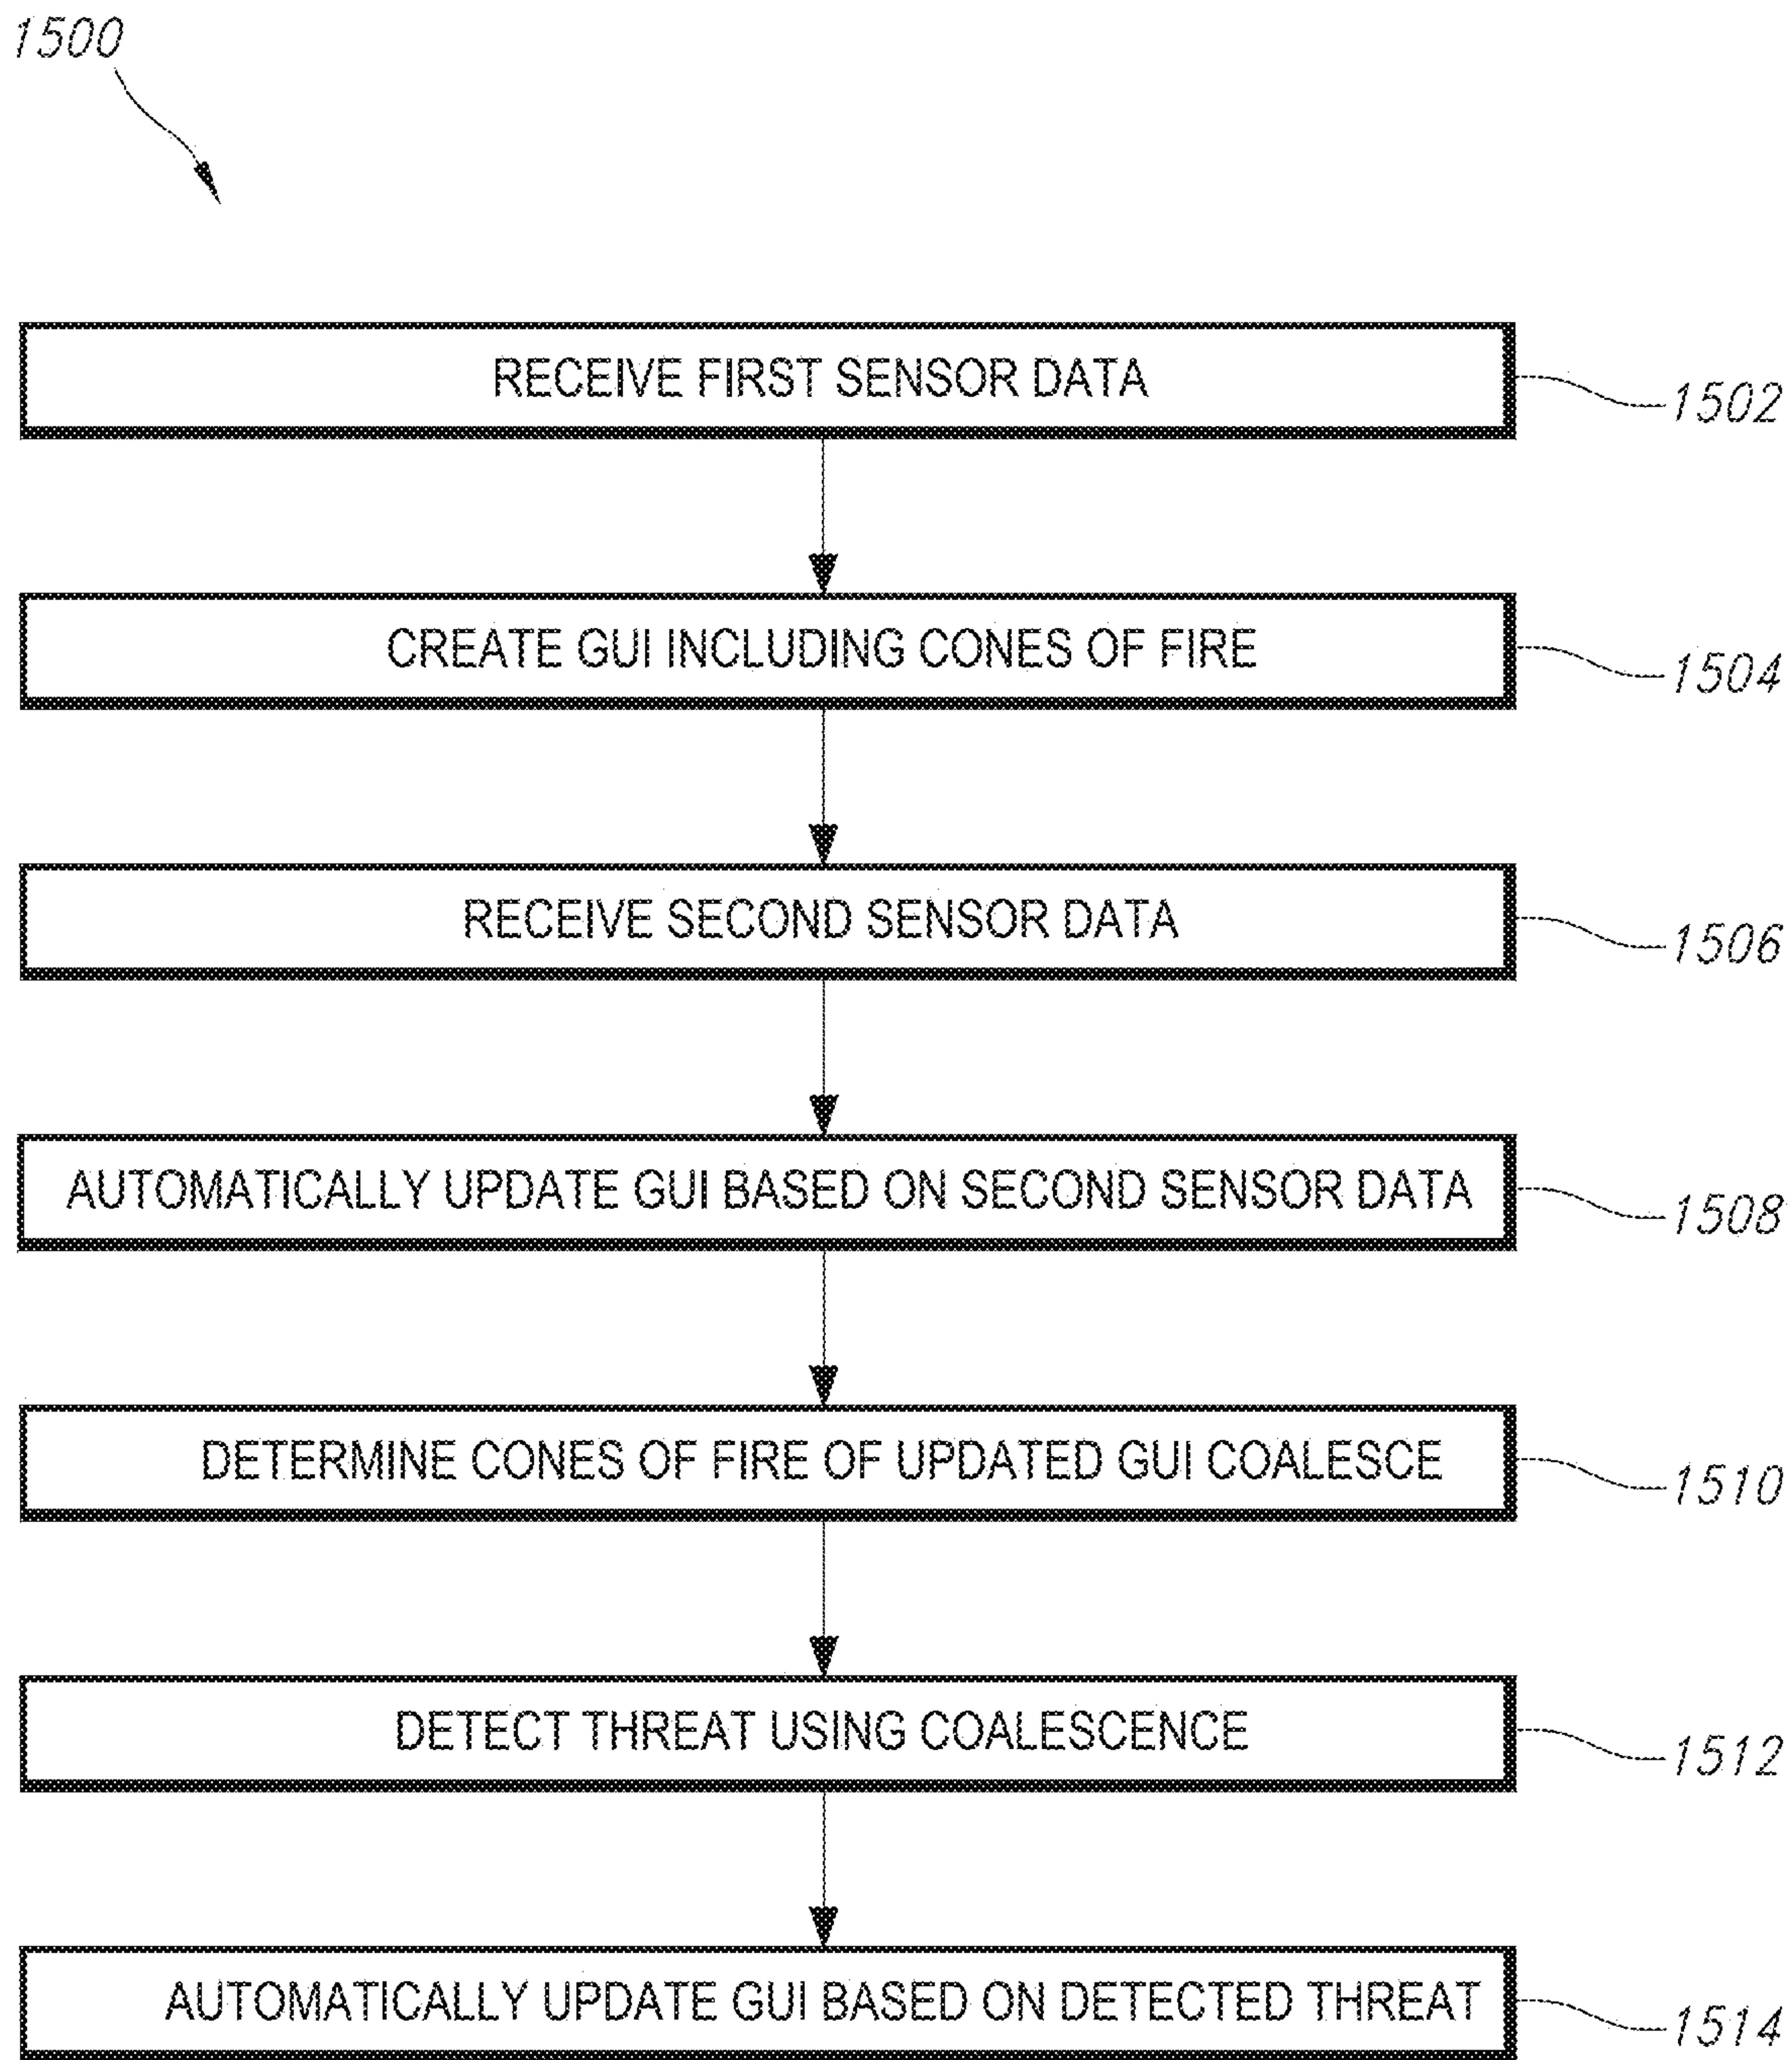 1500
RECEIVE FIRST SENSOR DATA
1502
CREATE GUI INCLUDING CONES OF FIRE
1504
RECEIVE SECOND SENSOR DATA
1506
AUTOMATICALLY UPDATE GUI BASED ON SECOND SENSOR DATA
1508
DETERMINE CONES OF FIRE OF UPDATED GUI COALESCE
1510
DETECT THREAT USING COALESCENCE
1512
AUTOMATICALLY UPDATE GUI BASED ON DETECTED THREAT
1514